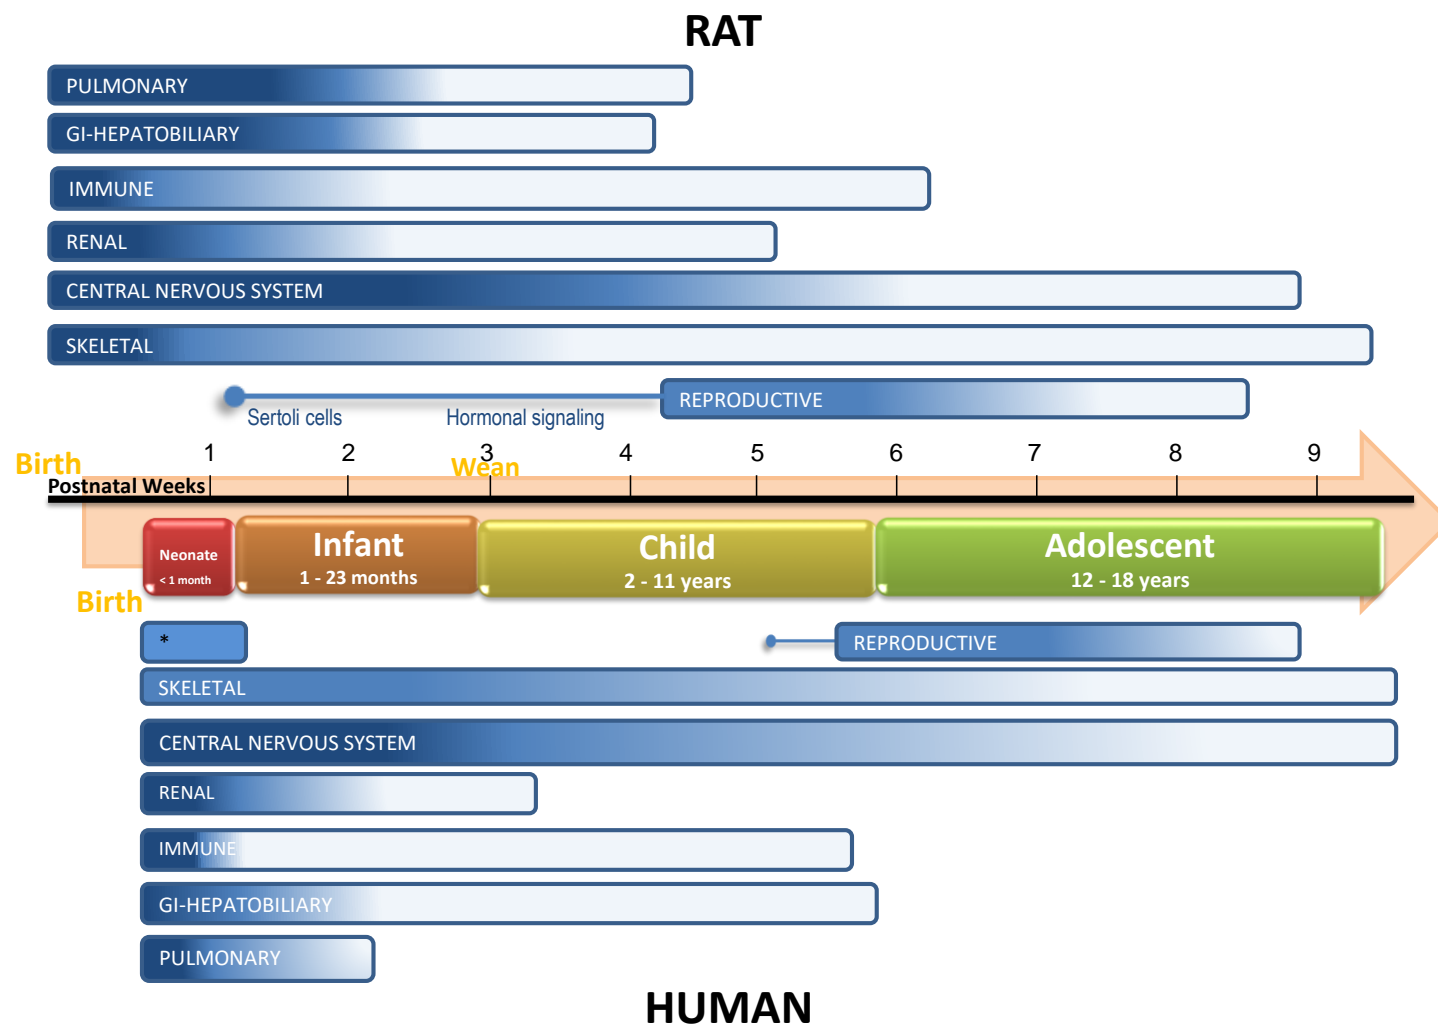 RAT
PULMONARY
GI-HEPATOBILIARY
IMMUNE
RENAL
CENTRAL NERVOUS SYSTEM
SKELETAL
REPRODUCTIVE
Sertoli cells
Hormonal signaling
1 2 3 4 5 6 7 8 9
Birth
Wean
Postnatal Weeks
Neonate
< 1 month
Infant
1 - 23 months
Child
2 - 11 years
Adolescent
12 - 18 years
Birth
*
REPRODUCTIVE
SKELETAL
CENTRAL NERVOUS SYSTEM
RENAL
IMMUNE
GI-HEPATOBILIARY
PULMONARY
HUMAN